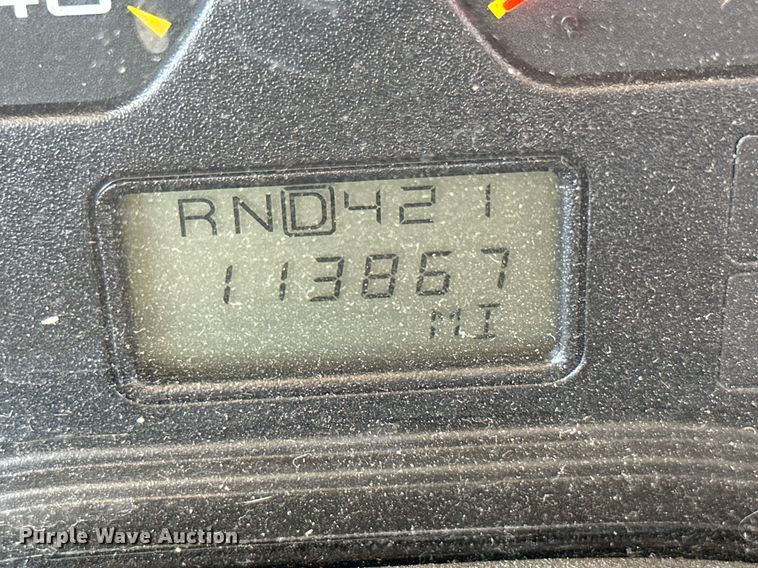 RND421
113867
MI
Purple Wave Auction